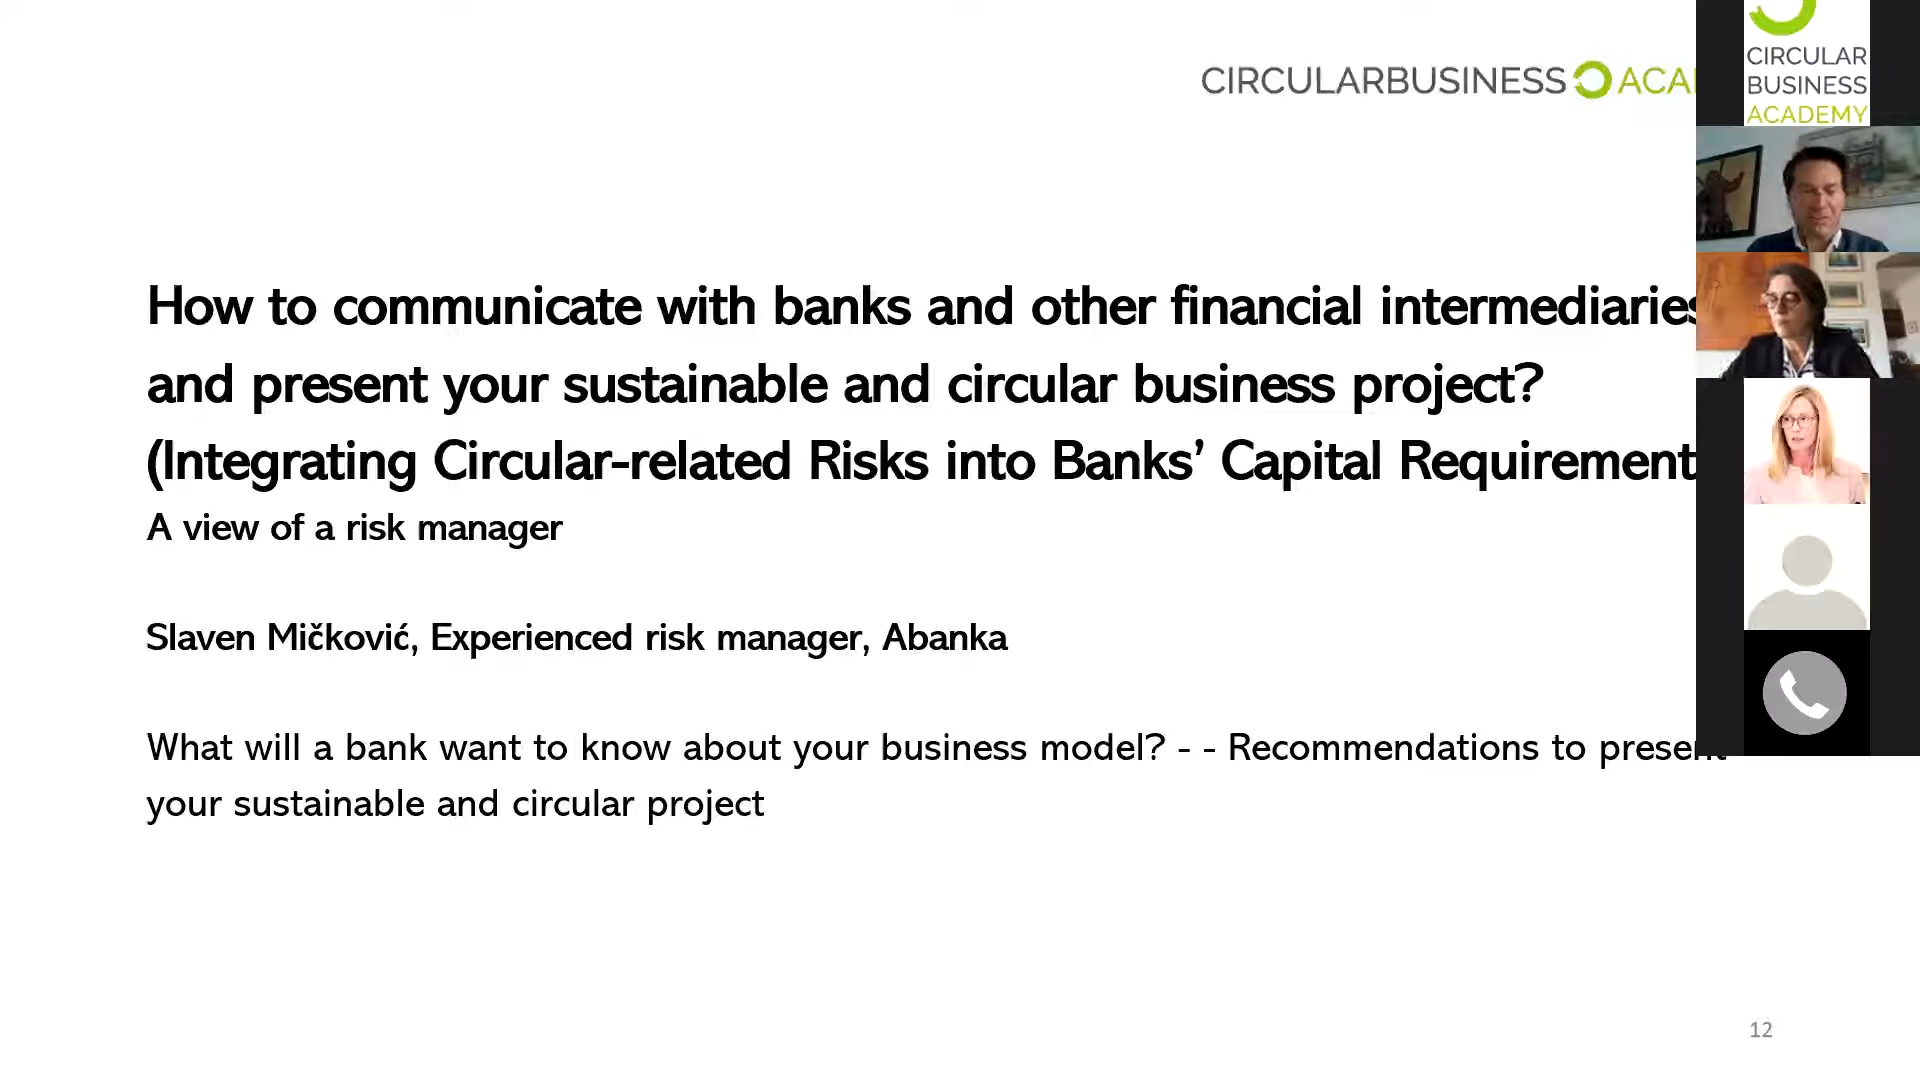 CIRCULARBUSINESS ACA
CIRCULAR
BUSINESS
ACADEMY
How to communicate with banks and other financial intermediaries
and present your sustainable and circular business project?
(Integrating Circular-related Risks into Banks’ Capital Requirement
A view of a risk manager
Slaven Mičković, Experienced risk manager, Abanka
What will a bank want to know about your business model? - - Recommendations to present
your sustainable and circular project
12